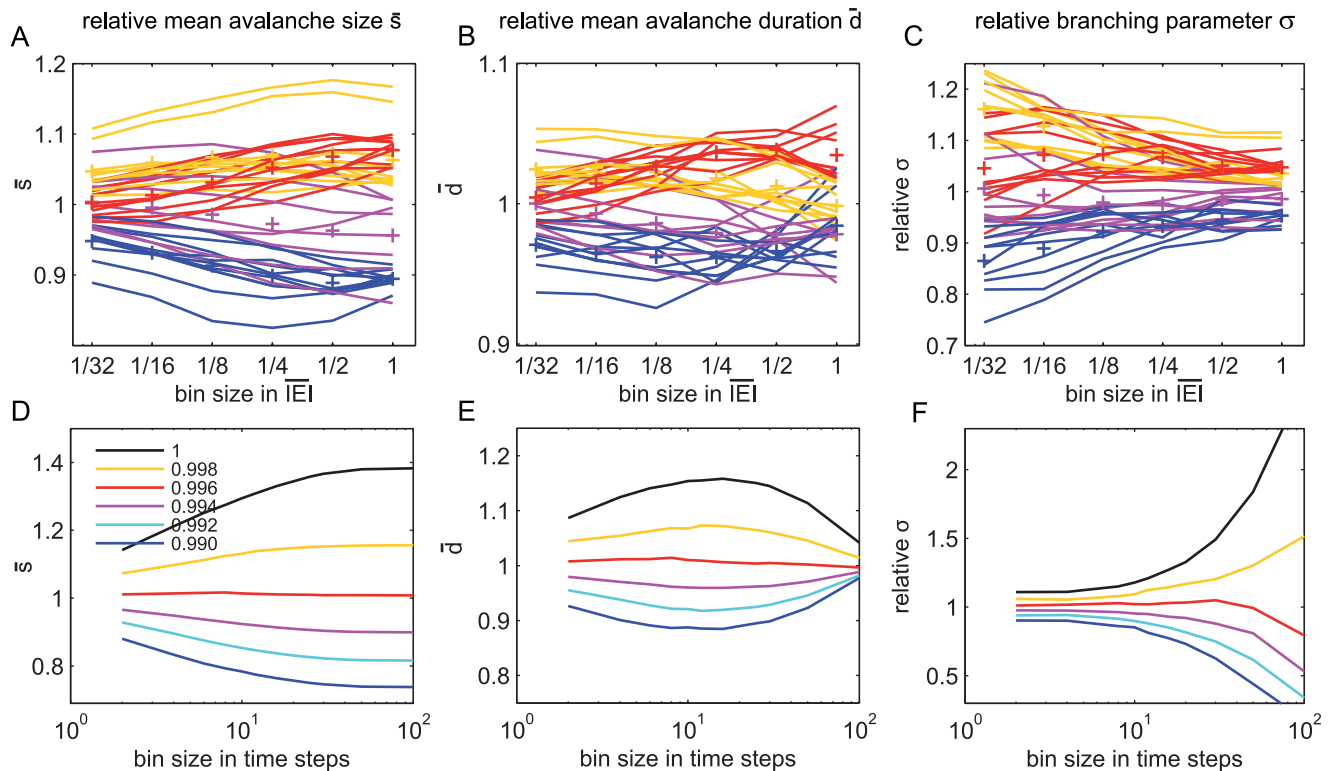 relative mean avalanche size s̄
relative mean avalanche duration d̄
relative branching parameter σ
A
B
C
1.2
1.1
1.0
0.9
s̄
1/32 1/16 1/8 1/4 1/2 1
bin size in I̅E̅I̅
1.1
1.0
0.9
d̄
1/32 1/16 1/8 1/4 1/2 1
bin size in I̅E̅I̅
1.2
1.1
1.0
0.9
0.8
0.7
relative σ
1/32 1/16 1/8 1/4 1/2 1
bin size in I̅E̅I̅
D
E
F
1.4
1.2
1
0.8
s̄
1
0.998
0.996
0.994
0.992
0.990
10⁰ 10¹ 10²
bin size in time steps
1.2
1.1
1
0.9
0.8
d̄
10⁰ 10¹ 10²
bin size in time steps
2
1.5
1
0.5
relative σ
10⁰ 10¹ 10²
bin size in time steps